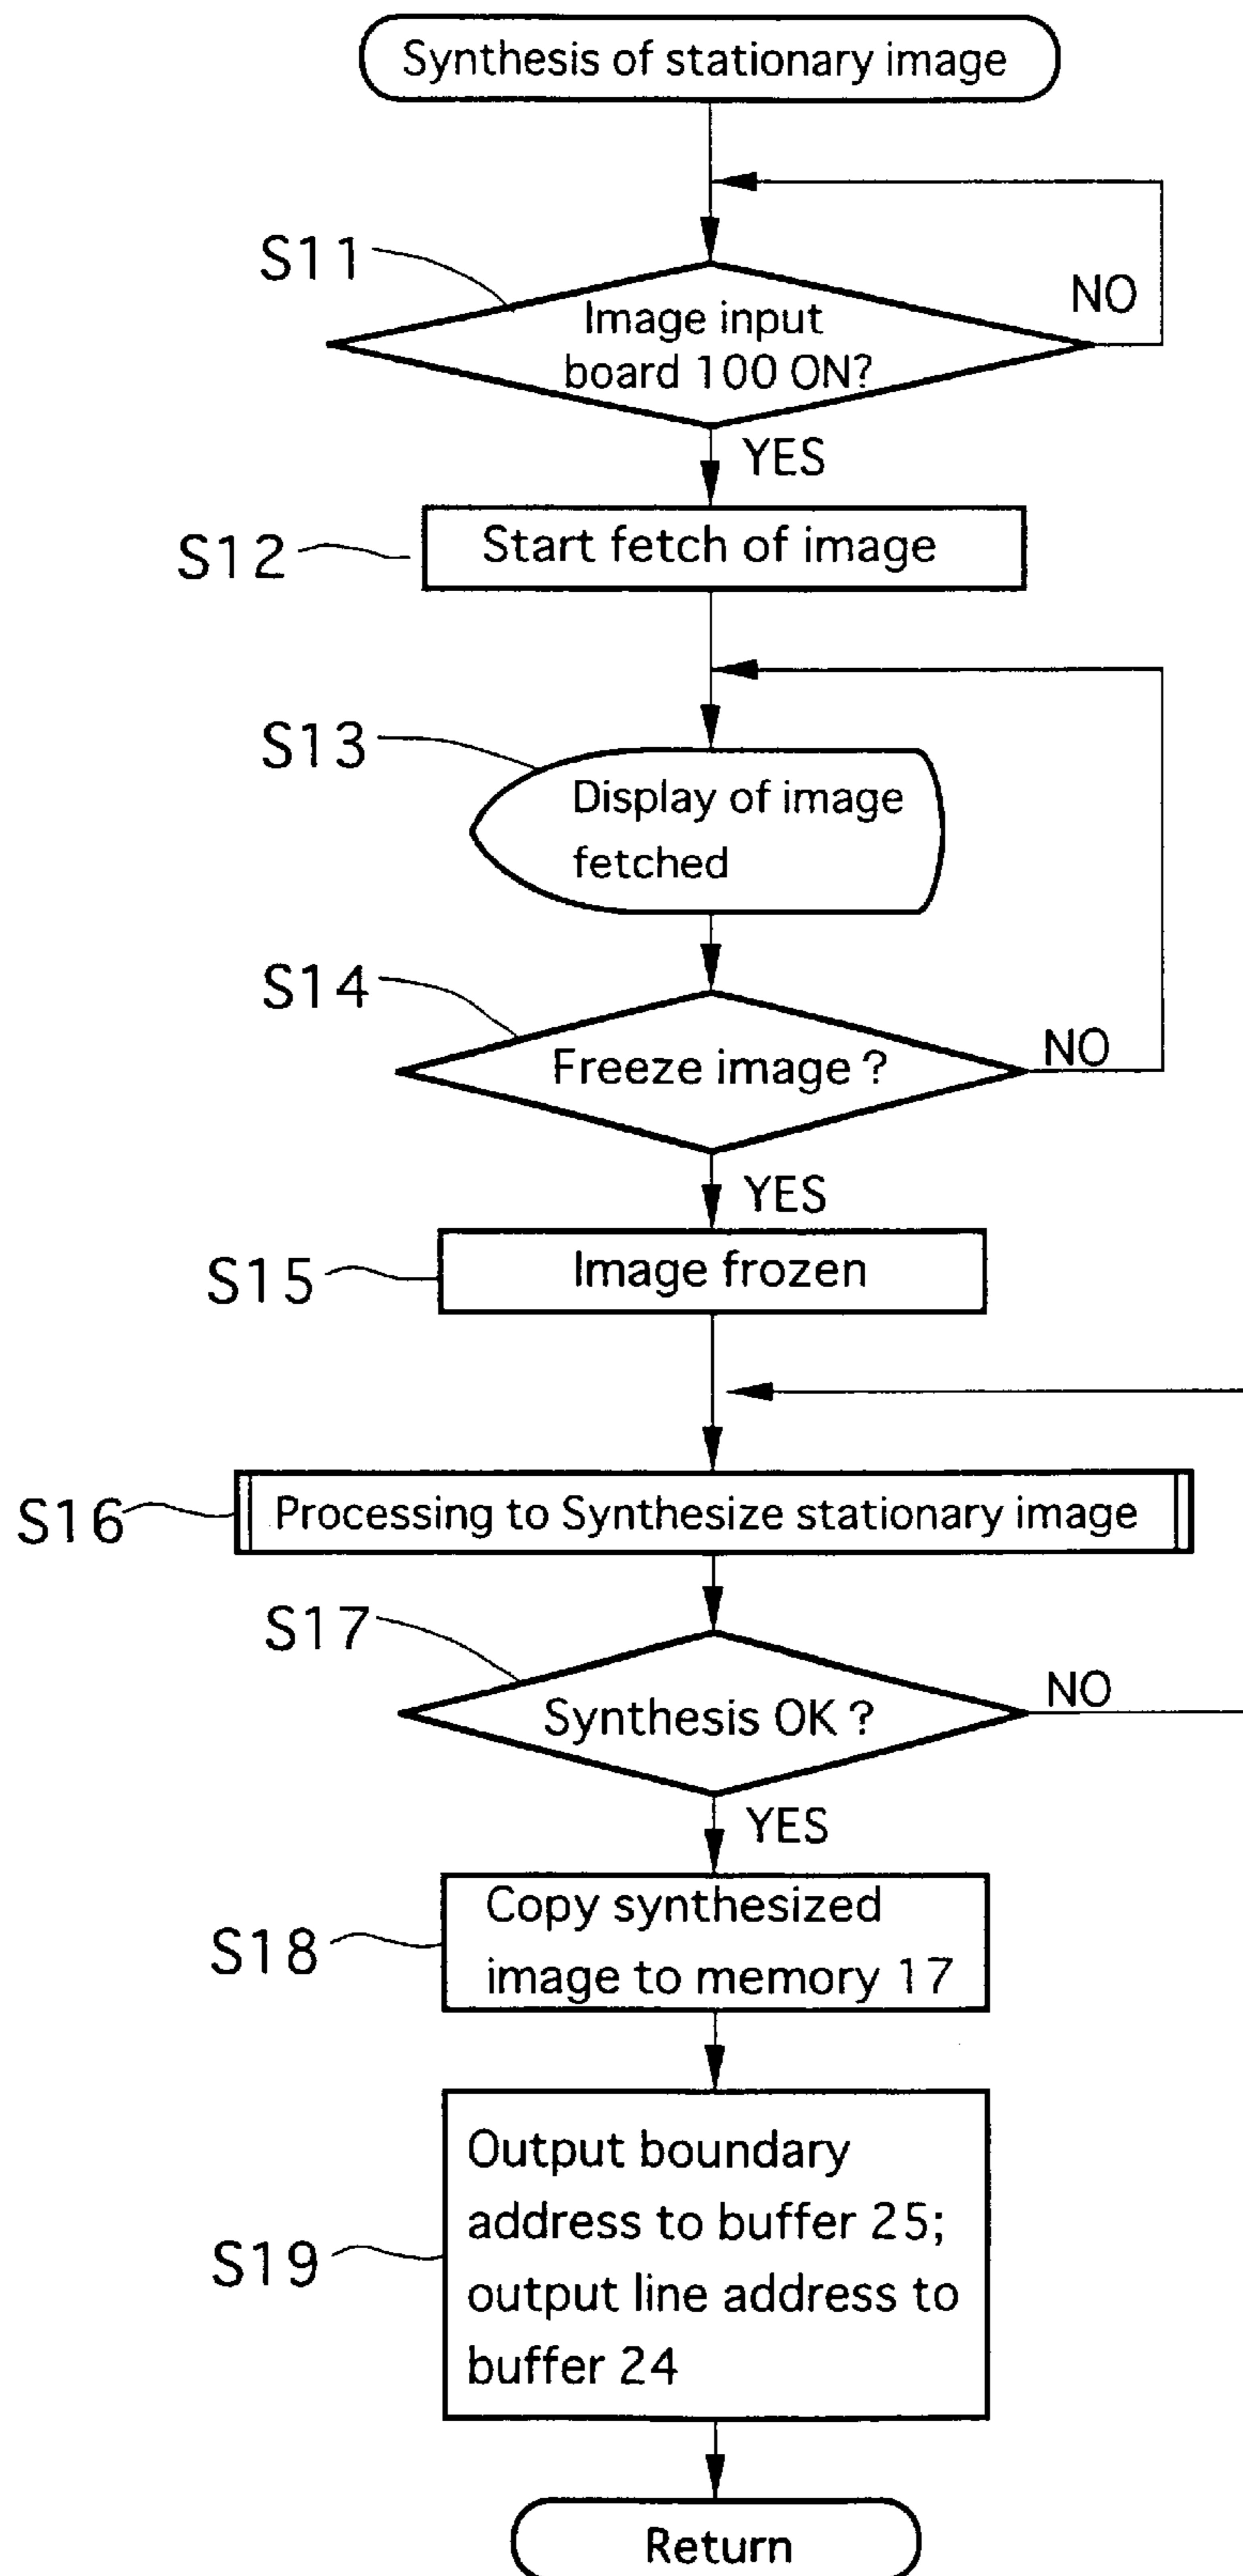 Synthesis of stationary image
S11
Image input
board 100 ON?
NO
YES
S12
Start fetch of image
S13
Display of image
fetched
S14
Freeze image ?
NO
YES
S15
Image frozen
S16
Processing to Synthesize stationary image
S17
Synthesis OK ?
NO
YES
S18
Copy synthesized
image to memory 17
S19
Output boundary
address to buffer 25;
output line address to
buffer 24
Return